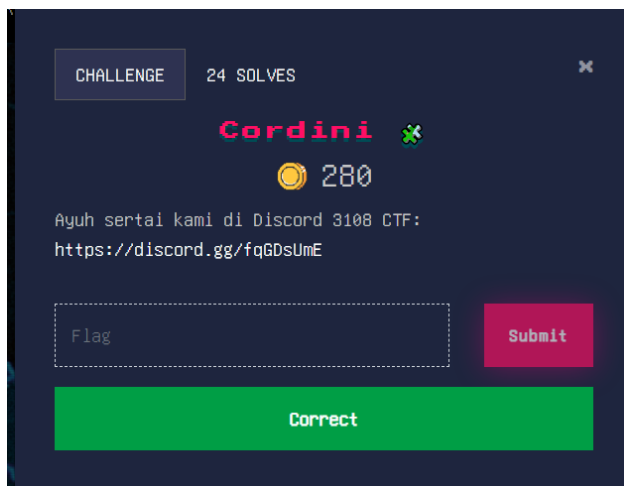 CHALLENGE
24 SOLVES
×
Cordini
280
Ayuh sertai kami di Discord 3108 CTF:
https://discord.gg/fqGDsUmE
Flag
Submit
Correct